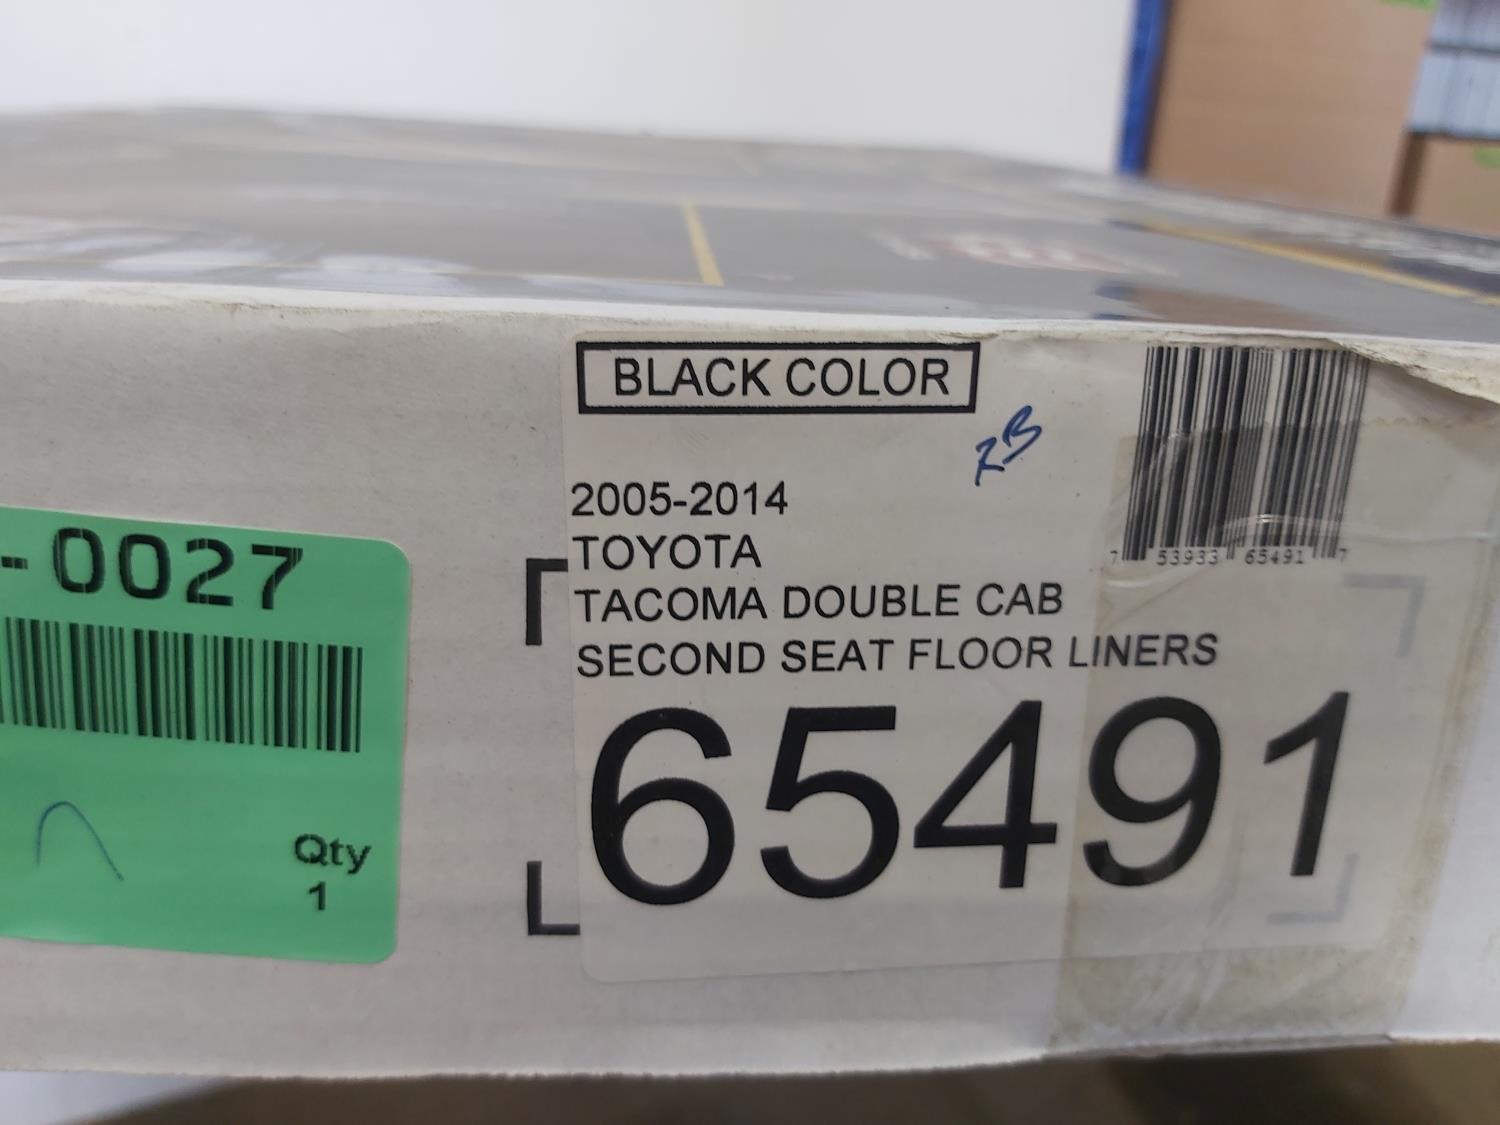 BLACK COLOR
RB
2005-2014
TOYOTA
TACOMA DOUBLE CAB
SECOND SEAT FLOOR LINERS
65491
7 53933 65491 7
-0027
Qty
1